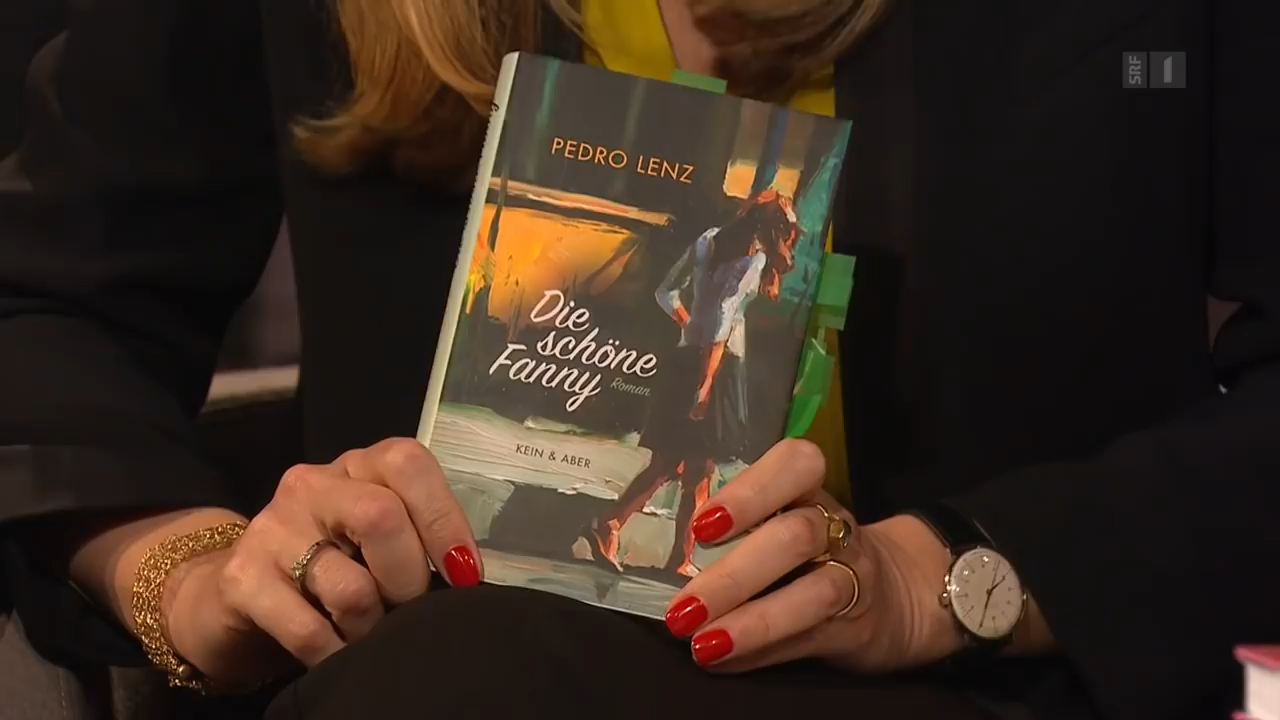 SRF 1
PEDRO LENZ
Die
schöne
Fanny Roman
KEIN & ABER